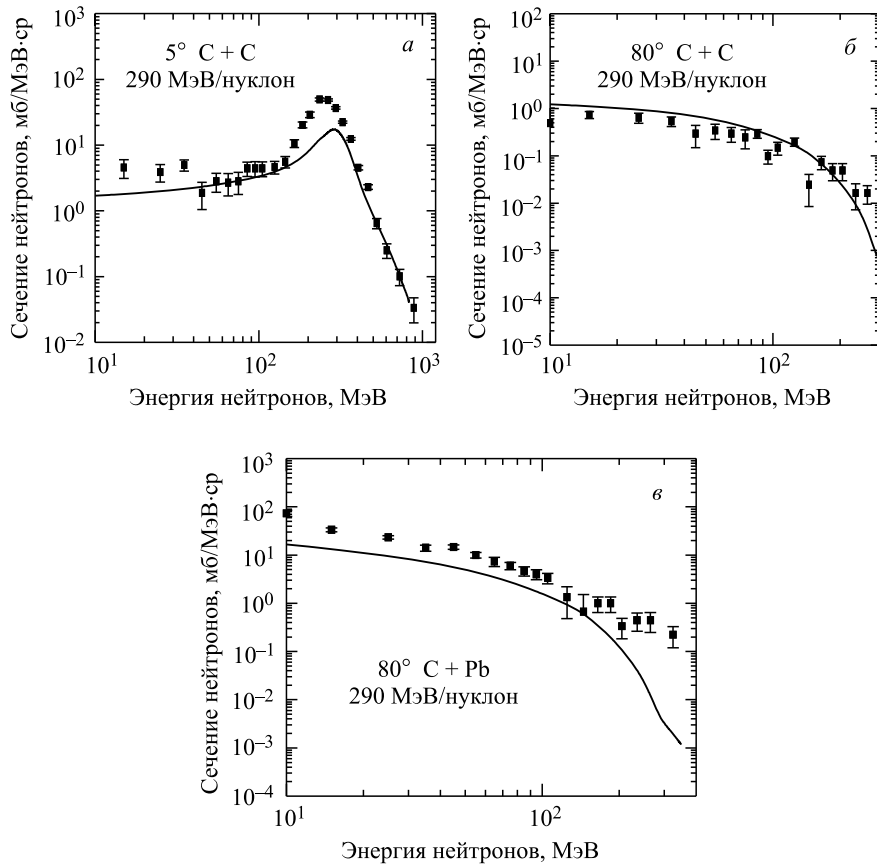 5° C + C
290 МэВ/нуклон
а
Сечение нейтронов, мб/МэВ·ср
10³
10²
10¹
10⁰
10⁻¹
10⁻²
10¹
10²
10³
Энергия нейтронов, МэВ
80° C + C
290 МэВ/нуклон
б
Сечение нейтронов, мб/МэВ·ср
10²
10¹
10⁰
10⁻¹
10⁻²
10⁻³
10⁻⁴
10⁻⁵
10¹
10²
Энергия нейтронов, МэВ
в
Сечение нейтронов, мб/МэВ·ср
10³
10²
10¹
10⁰
10⁻¹
10⁻²
10⁻³
10⁻⁴
80° C + Pb
290 МэВ/нуклон
10¹
10²
Энергия нейтронов, МэВ